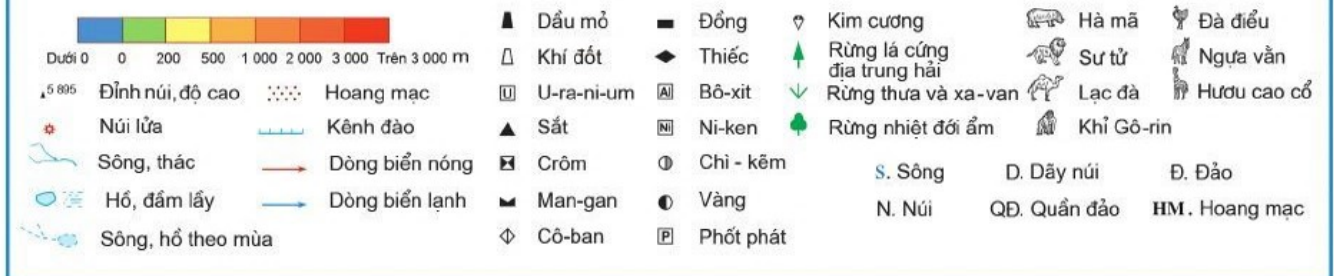 Dưới 0 0 200 500 1 000 2 000 3 000 Trên 3 000 m
5 895 Đỉnh núi, độ cao
Núi lửa
Sông, thác
Hồ, đầm lầy
Sông, hồ theo mùa
Hoang mạc
Kênh đào
Dòng biển nóng
Dòng biển lạnh
Dầu mỏ
Khí đốt
U U-ra-ni-um
Sắt
Crôm
Man-gan
Cô-ban
Đồng
Thiếc
Al Bô-xit
Ni Ni-ken
Chì - kẽm
Vàng
P Phốt phát
Kim cương
Rừng lá cứng
địa trung hải
Rừng thưa và xa-van
Rừng nhiệt đới ẩm
Hà mã
Sư tử
Lạc đà
Khỉ Gô-rin
Đà điểu
Ngựa vằn
Hươu cao cổ
S. Sông D. Dãy núi Đ. Đảo
N. Núi QĐ. Quần đảo HM. Hoang mạc